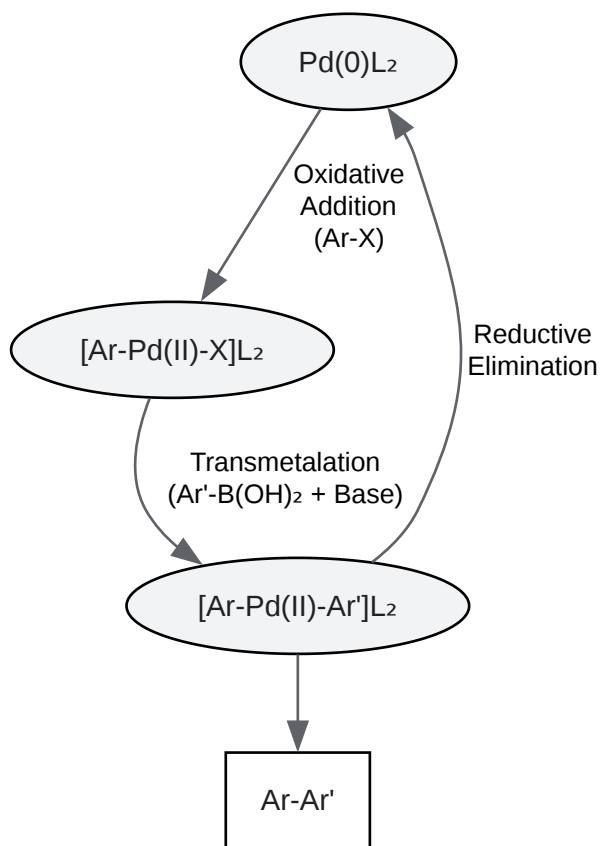 Pd(0)L₂
Oxidative
Addition
(Ar-X)
[Ar-Pd(II)-X]L₂
Reductive
Elimination
Transmetalation
(Ar'-B(OH)₂ + Base)
[Ar-Pd(II)-Ar']L₂
Ar-Ar'